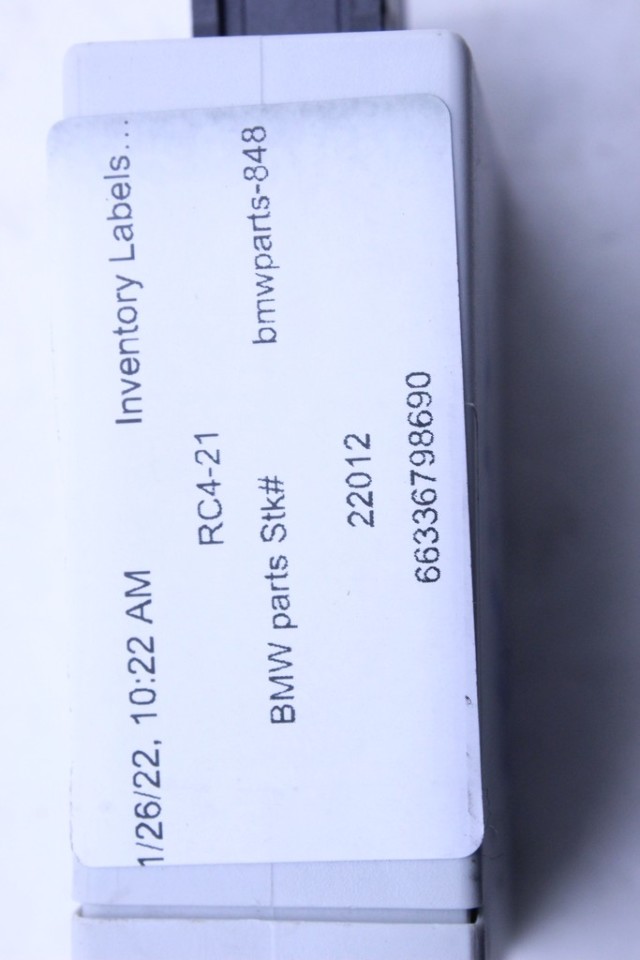 1/26/22, 10:22 AM Inventory Labels...
RC4-21
BMW parts Stk# bmwparts-848
22012
66336798690